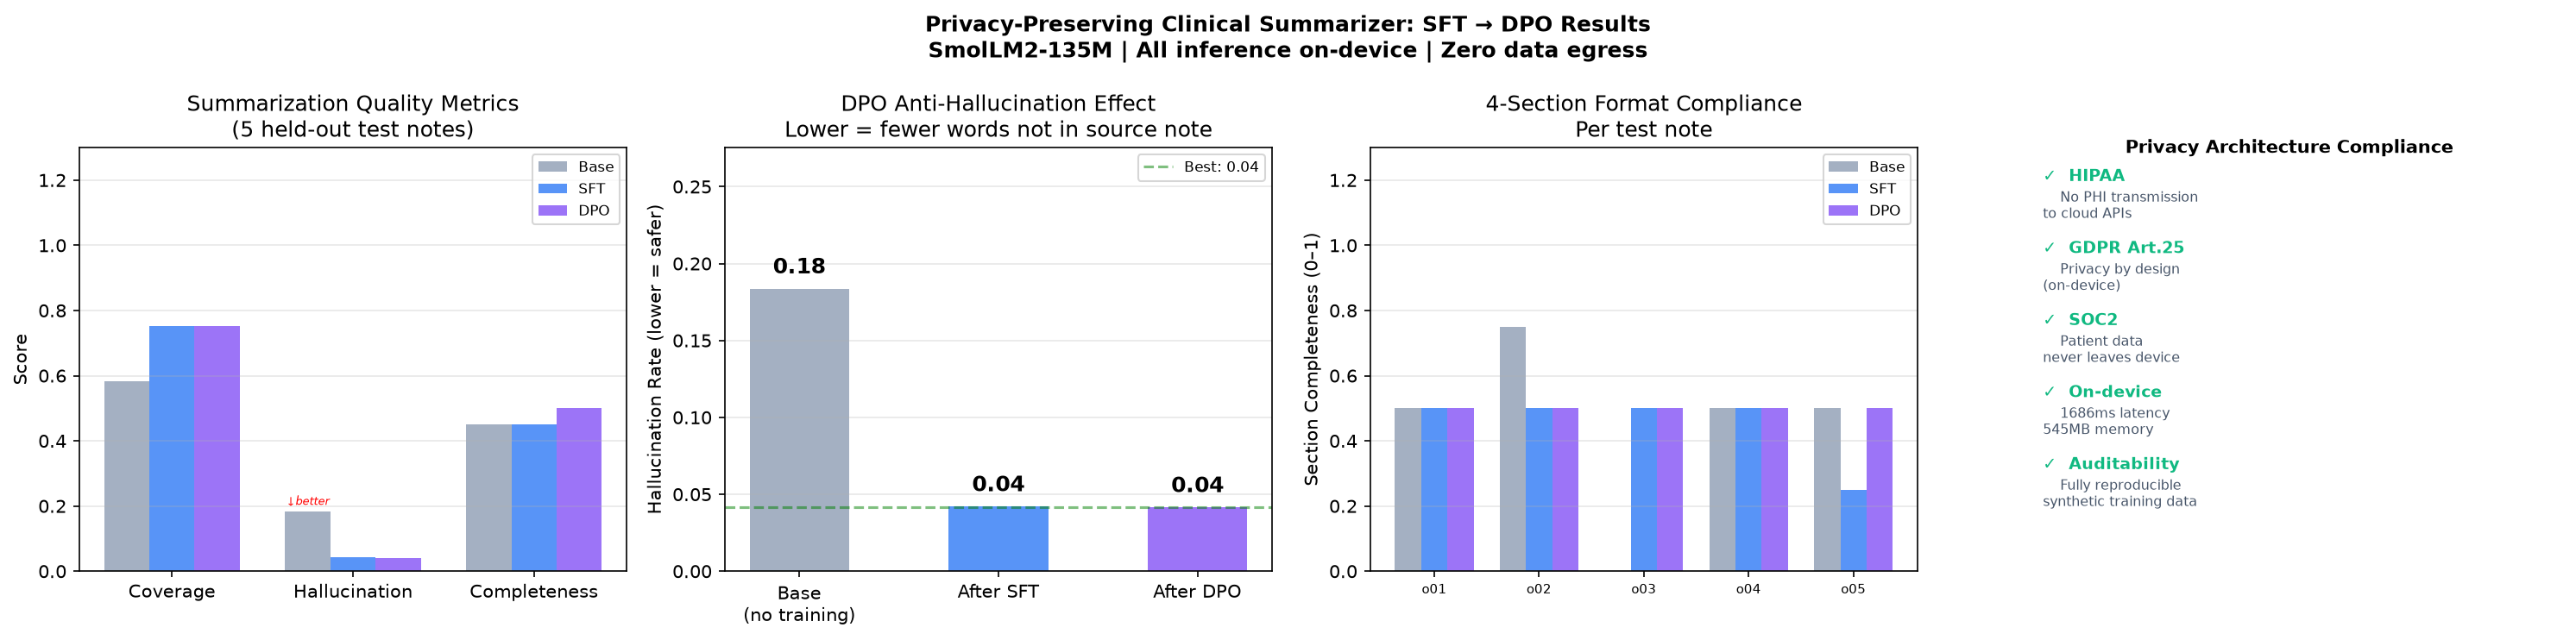 Privacy-Preserving Clinical Summarizer: SFT → DPO Results
SmolLM2-135M | All inference on-device | Zero data egress
Summarization Quality Metrics
(5 held-out test notes)
Score
1.2
1.0
0.8
0.6
0.4
0.2
0.0
Base
SFT
DPO
↓better
Coverage
Hallucination
Completeness
DPO Anti-Hallucination Effect
Lower = fewer words not in source note
Hallucination Rate (lower = safer)
0.25
0.20
0.15
0.10
0.05
0.00
Best: 0.04
0.18
0.04
0.04
Base
(no training)
After SFT
After DPO
4-Section Format Compliance
Per test note
Section Completeness (0–1)
1.2
1.0
0.8
0.6
0.4
0.2
0.0
Base
SFT
DPO
o01
o02
o03
o04
o05
Privacy Architecture Compliance
✓ HIPAA
No PHI transmission
to cloud APIs
✓ GDPR Art.25
Privacy by design
(on-device)
✓ SOC2
Patient data
never leaves device
✓ On-device
1686ms latency
545MB memory
✓ Auditability
Fully reproducible
synthetic training data